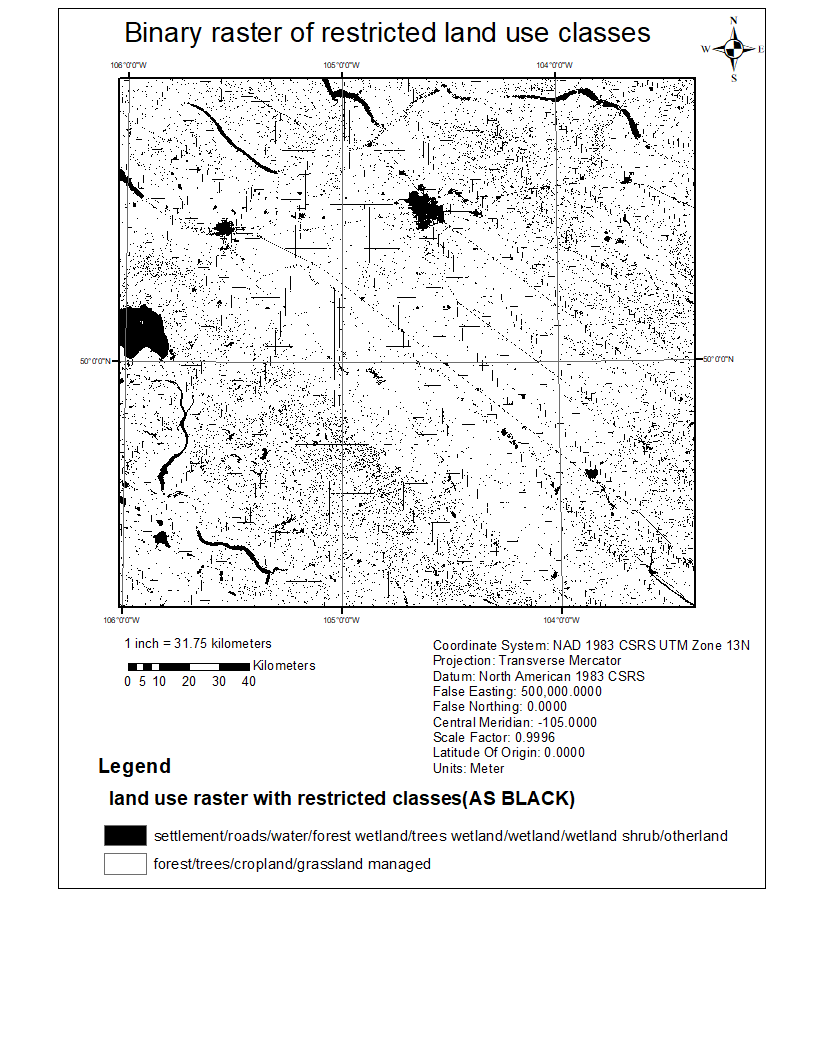 Binary raster of restricted land use classes
N
W E
S
106°0'0"W 105°0'0"W 104°0'0"W
50°0'0"N 50°0'0"N
106°0'0"W 105°0'0"W 104°0'0"W
1 inch = 31.75 kilometers
Kilometers
0 5 10 20 30 40
Coordinate System: NAD 1983 CSRS UTM Zone 13N
Projection: Transverse Mercator
Datum: North American 1983 CSRS
False Easting: 500,000.0000
False Northing: 0.0000
Central Meridian: -105.0000
Scale Factor: 0.9996
Latitude Of Origin: 0.0000
Units: Meter
Legend
land use raster with restricted classes(AS BLACK)
settlement/roads/water/forest wetland/trees wetland/wetland/wetland shrub/otherland
forest/trees/cropland/grassland managed